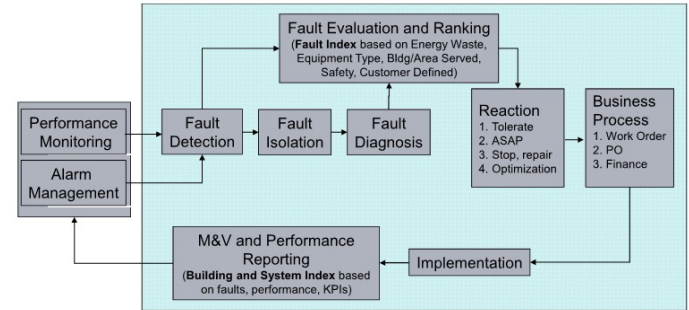 Fault Evaluation and Ranking
(Fault Index based on Energy Waste,
Equipment Type, Bldg/Area Served,
Safety, Customer Defined)
Performance
Monitoring
Alarm
Management
Fault
Detection
Fault
Isolation
Fault
Diagnosis
Reaction
1. Tolerate
2. ASAP
3. Stop, repair
4. Optimization
Business
Process
1. Work Order
2. PO
3. Finance
M&V and Performance
Reporting
(Building and System Index based
on faults, performance, KPIs)
Implementation